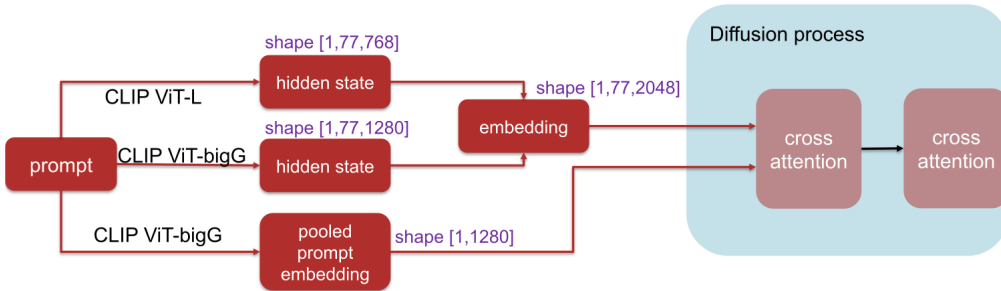 shape [1,77,768]
Diffusion process
hidden state
CLIP ViT-L
shape [1,77,2048]
shape [1,77,1280]
embedding
cross
attention
cross
attention
prompt
CLIP ViT-bigG
hidden state
CLIP ViT-bigG
pooled
prompt
embedding
shape [1,1280]